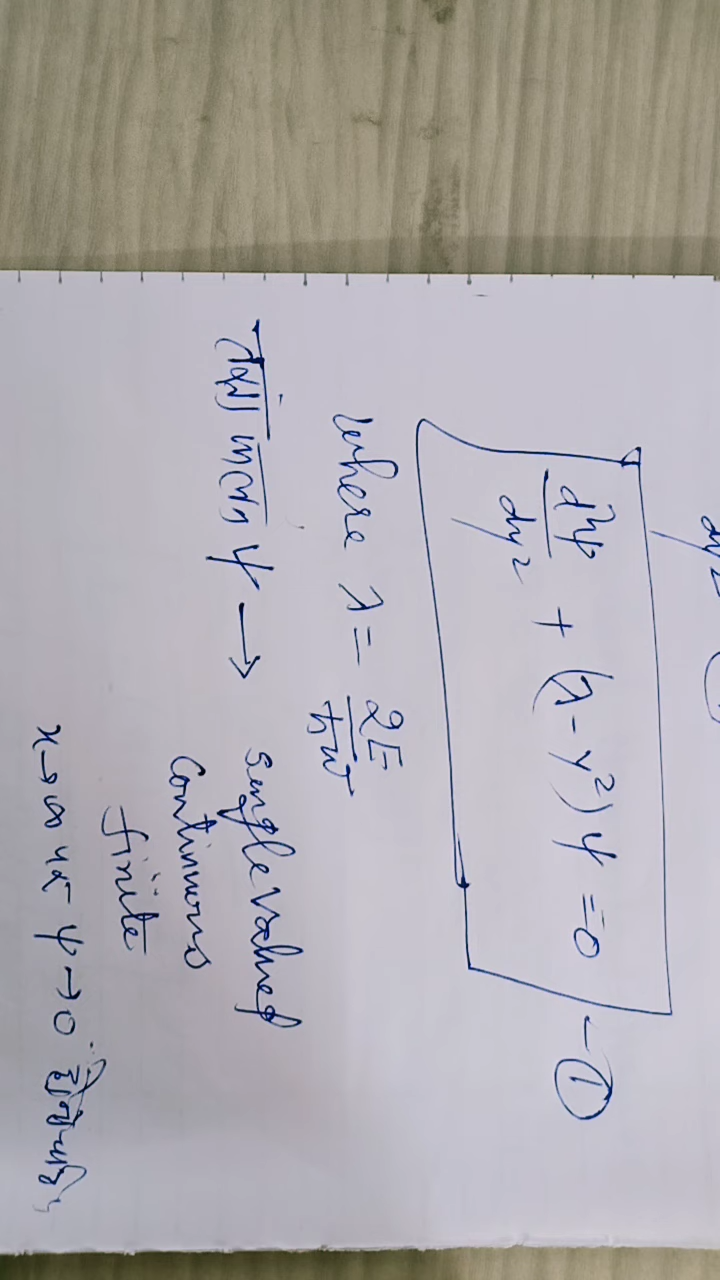 d²ψ/dy² + (λ - y²)ψ = 0 - ①
where λ = 2E/ħω
ψ → Single valued
Continuous
finite
x → ∞ पर ψ → 0 होना चाहिए